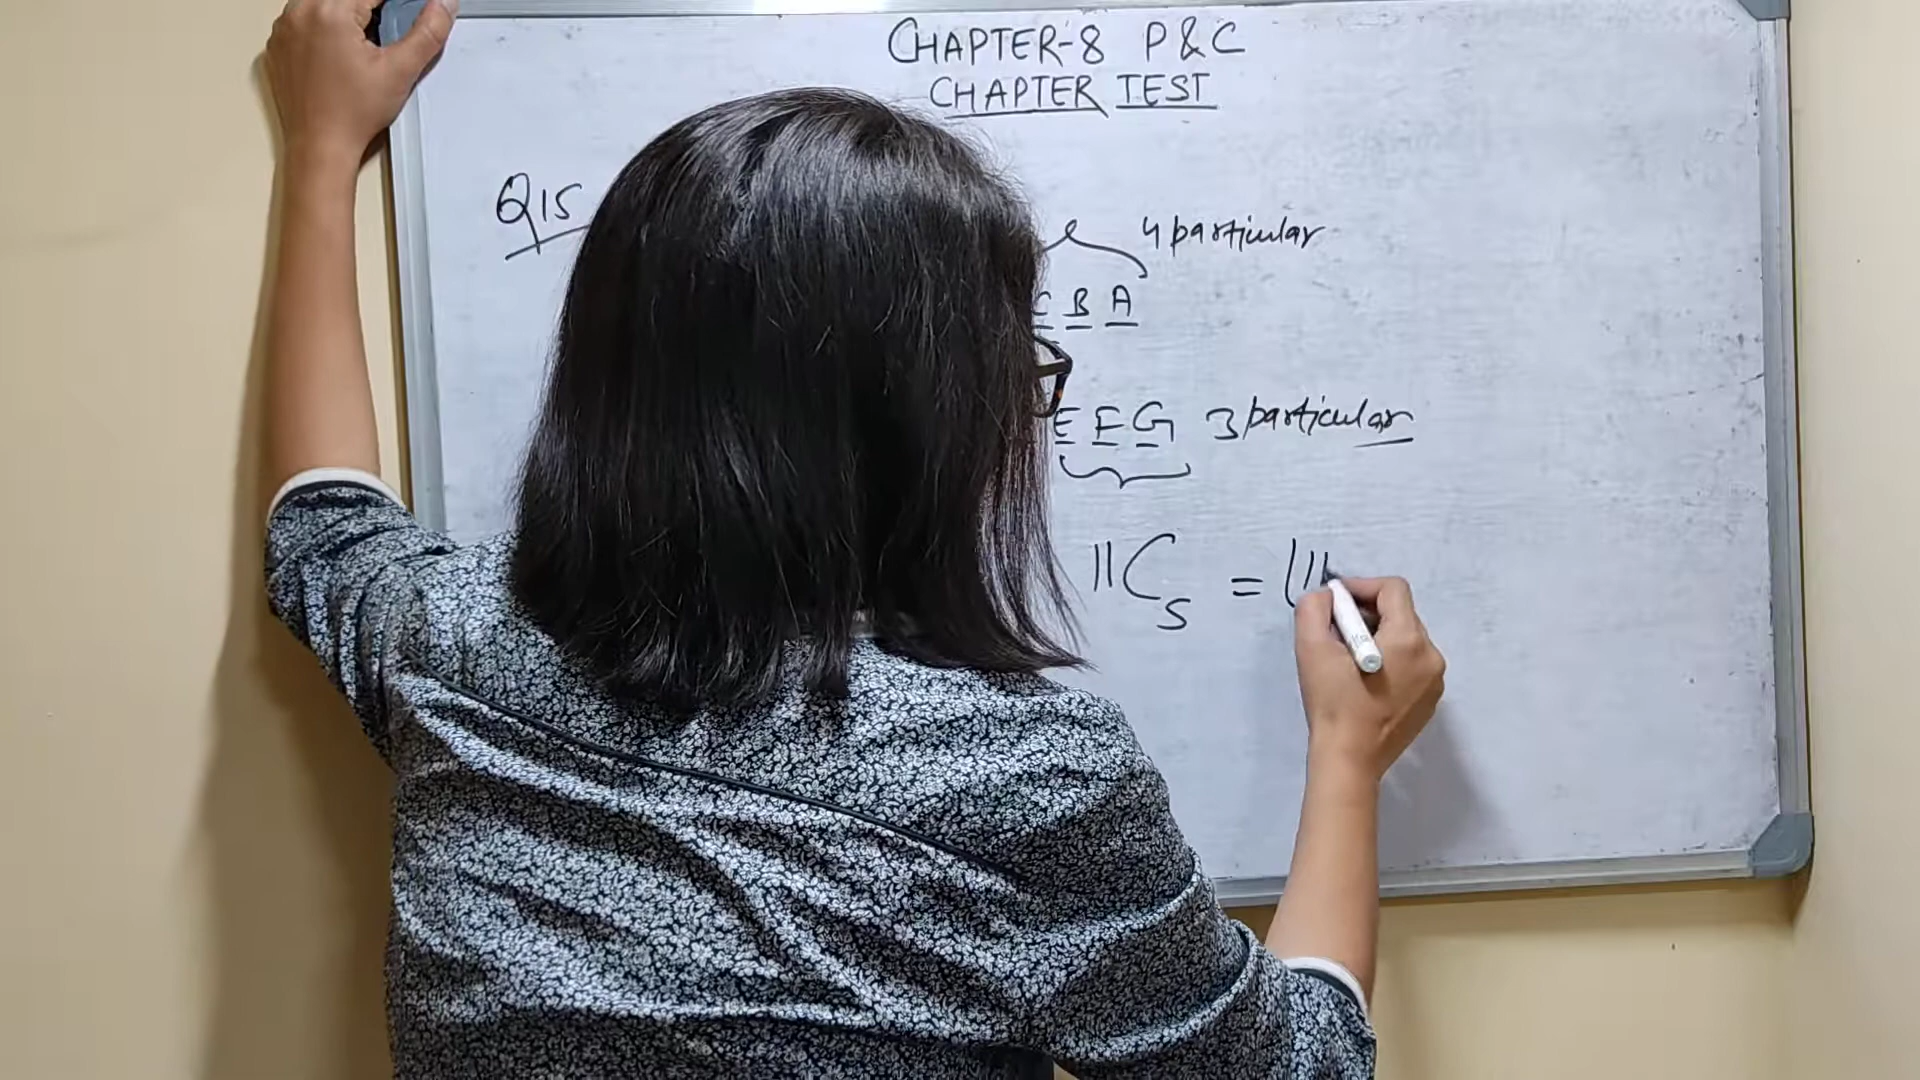 CHAPTER-8 P & C
CHAPTER TEST
Q15
4 particular
C B A
E F G 3 particular
11C5 = (11